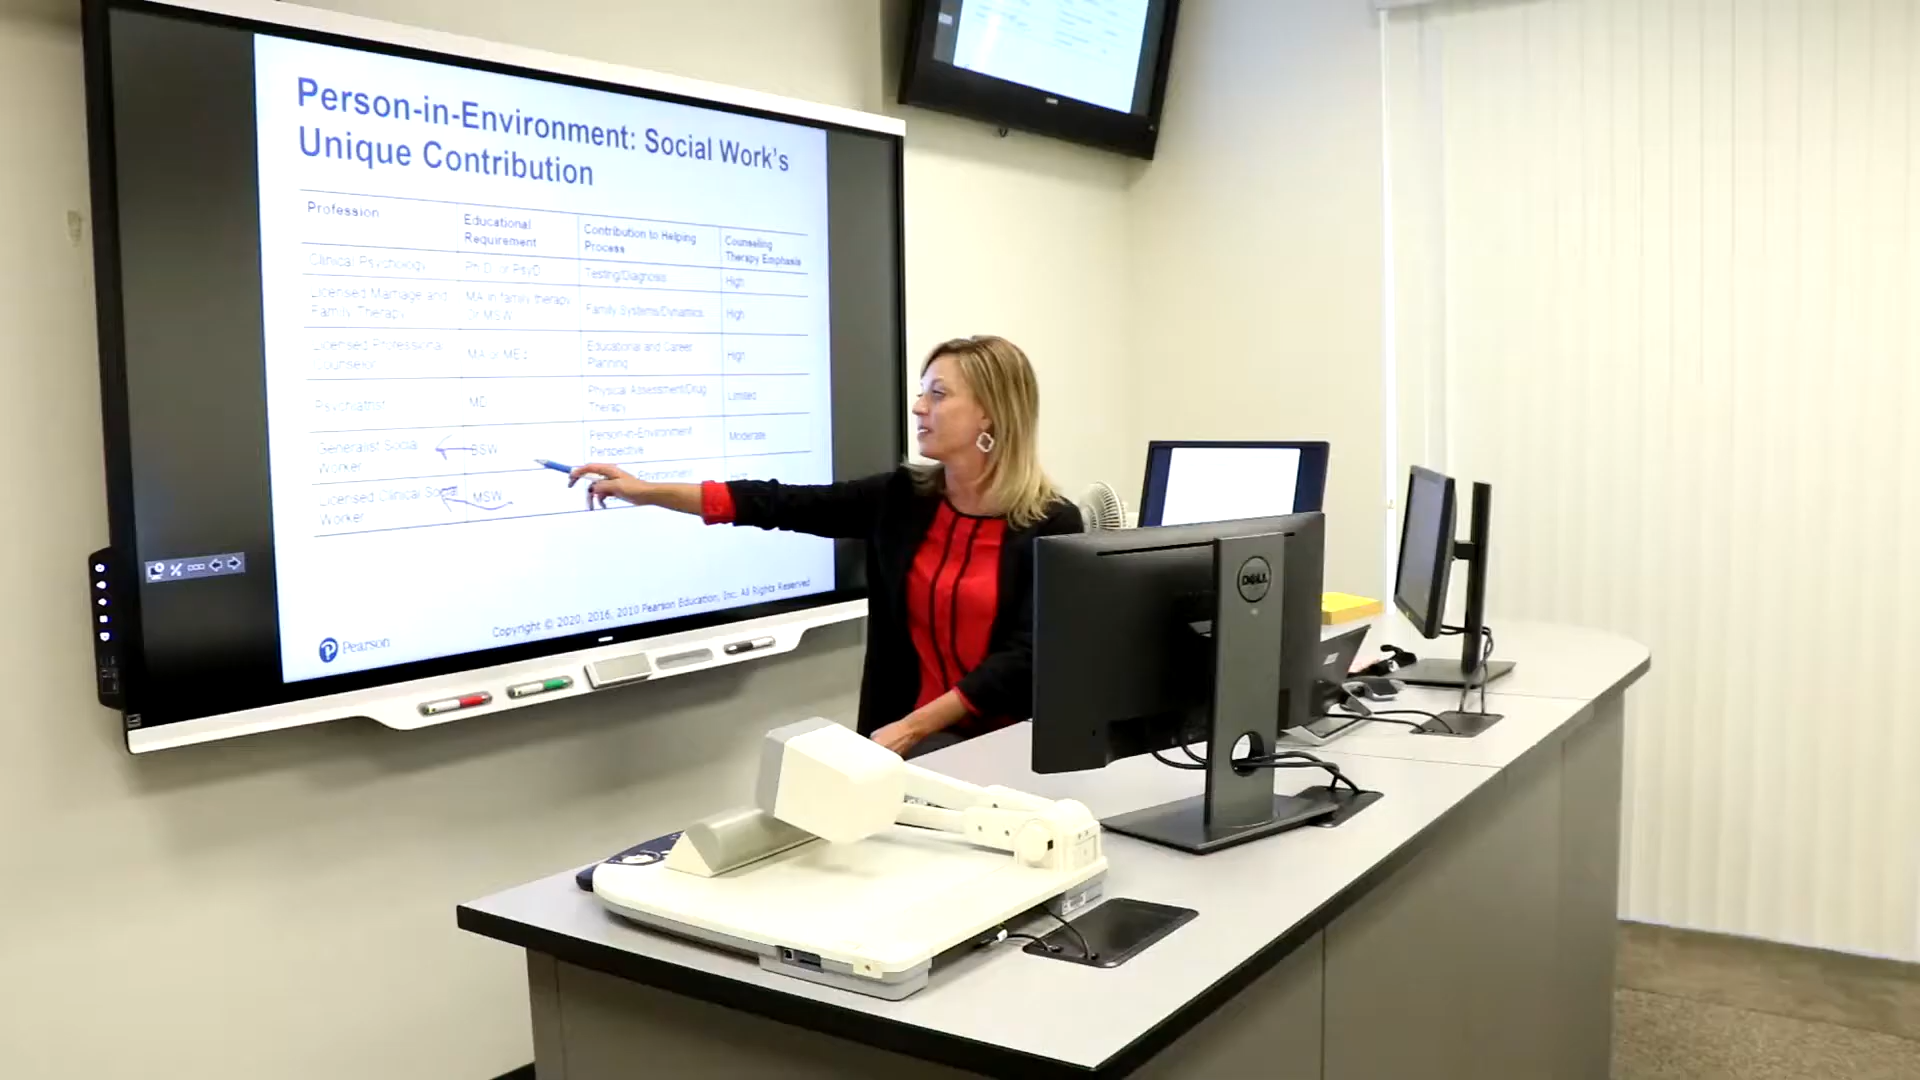 Person-in-Environment: Social Work's
Unique Contribution
Profession
Educational
Requirement
Contribution to Helping
Process
Counseling
Therapy Emphasis
Clinical Psychology
Ph.D. or PsyD
Testing/Diagnosis
High
Licensed Marriage and
Family Therapy
MA in family therapy
Or MSW
Family Systems/Dynamics
High
Licensed Professional
Counselor
MA or MEd
Educational and Career
Planning
High
Psychiatrist
MD
Physical Assessment/Drug
Therapy
Limited
Generalist Social
Worker
BSW
Person-in-Environment
Perspective
Moderate
Licensed Clinical Social
Worker
MSW
Environment
Copyright © 2020, 2016, 2010 Pearson Education, Inc. All Rights Reserved
Pearson
DELL